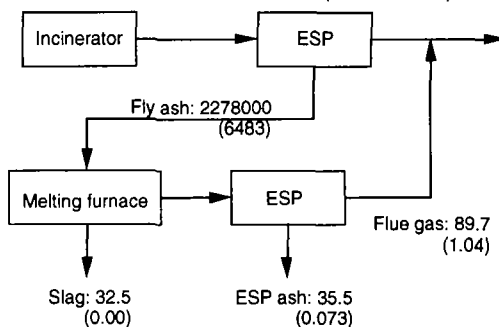 Incinerator
ESP
Fly ash: 2278000
(6483)
Melting furnace
ESP
Flue gas: 89.7
(1.04)
Slag: 32.5
(0.00)
ESP ash: 35.5
(0.073)